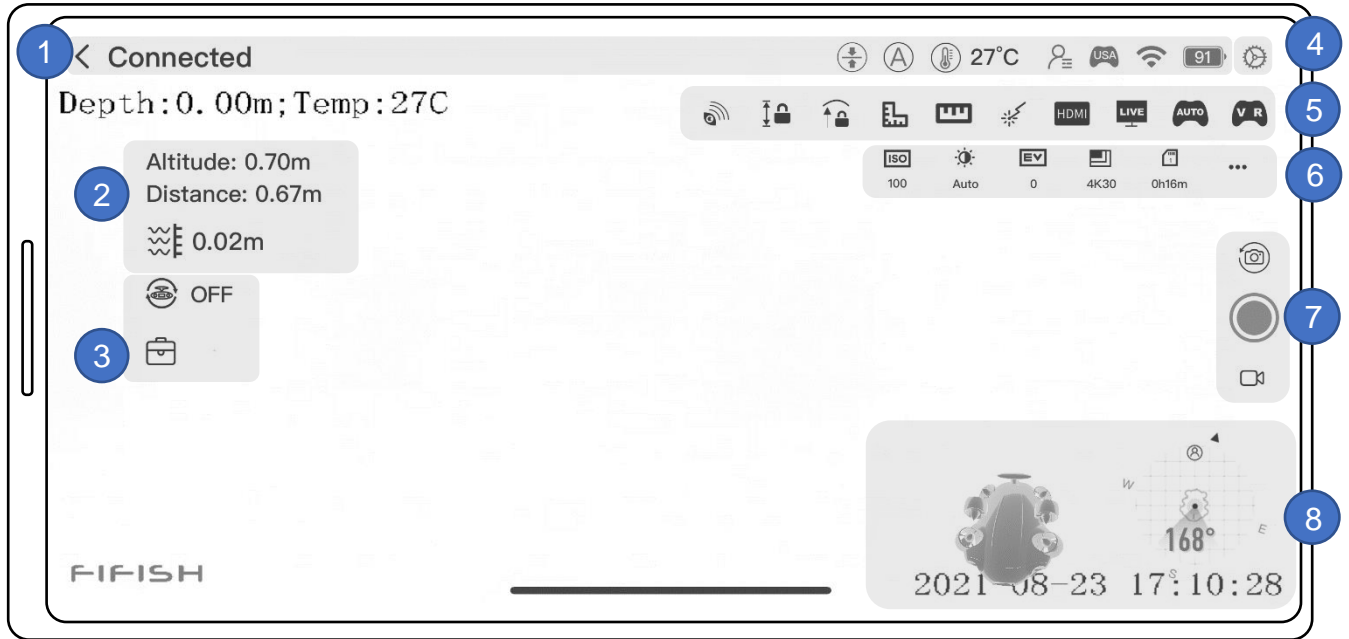 1 Connected A 27°C USA 91 4
Depth:0.00m;Temp:27C
HDMI LIVE AUTO V R 5
Altitude: 0.70m
2 Distance: 0.67m
ISO EV 6
100 Auto 0 4K30 0h16m •••
0.02m
OFF
3
7
W
E
168°
S
8
FIFISH
2021-08-23 17:10:28